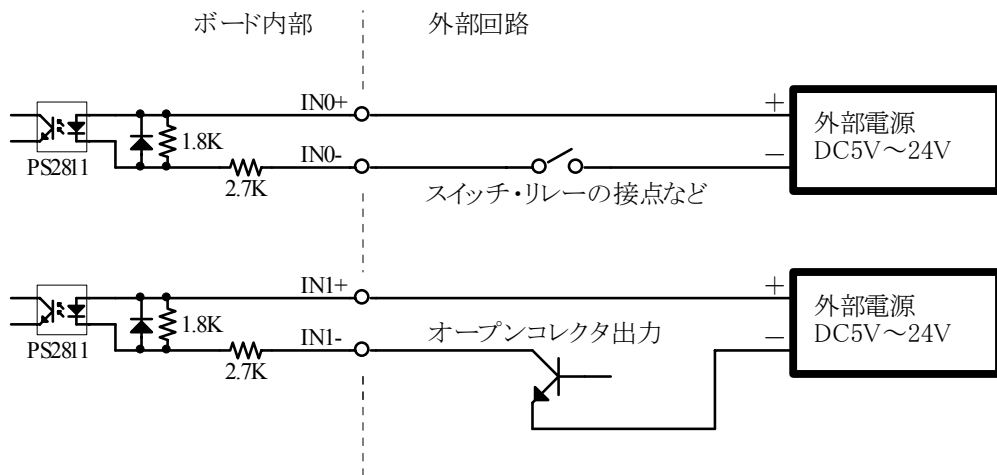 ボード内部
外部回路
IN0+
+
外部電源
DC5V～24V
1.8K
IN0-
−
PS2811
2.7K
スイッチ・リレーの接点など
IN1+
+
外部電源
DC5V～24V
1.8K
IN1-
オープンコレクタ出力
−
PS2811
2.7K